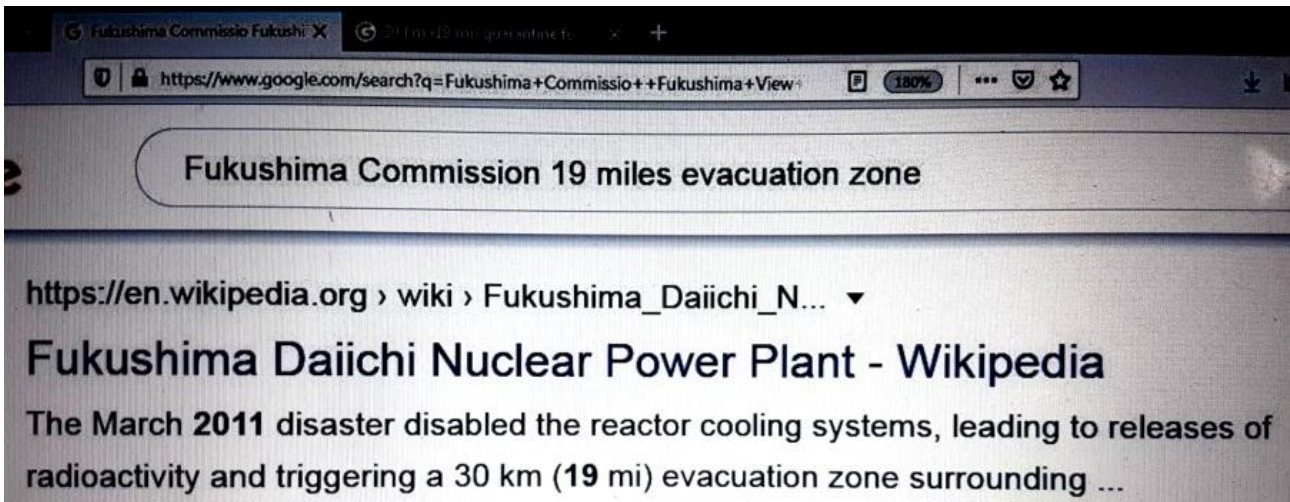 Fukushima Commissio Fukushi
https://www.google.com/search?q=Fukushima+Commissio++Fukushima+View
180%
Fukushima Commission 19 miles evacuation zone
https://en.wikipedia.org › wiki › Fukushima_Daiichi_N...
Fukushima Daiichi Nuclear Power Plant - Wikipedia
The March 2011 disaster disabled the reactor cooling systems, leading to releases of
radioactivity and triggering a 30 km (19 mi) evacuation zone surrounding ...